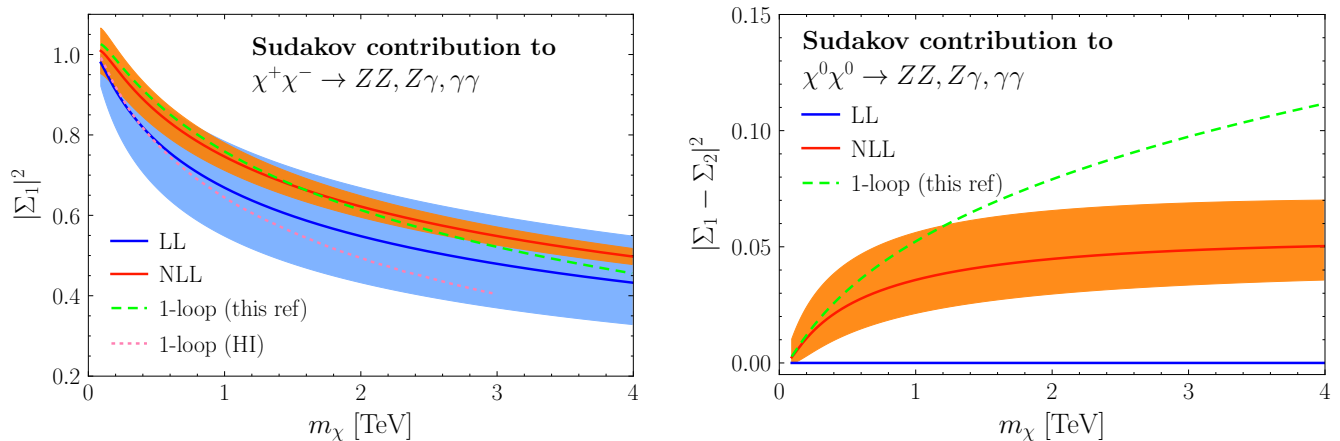 Sudakov contribution to
χ⁺χ⁻ → ZZ, Zγ, γγ
|Σ₁|²
1.0
0.8
0.6
0.4
0.2
LL
NLL
1-loop (this ref)
1-loop (HI)
0
1
2
3
4
m_χ [TeV]
Sudakov contribution to
χ⁰χ⁰ → ZZ, Zγ, γγ
|Σ₁ − Σ₂|²
0.15
0.10
0.05
0.00
LL
NLL
1-loop (this ref)
0
1
2
3
4
m_χ [TeV]